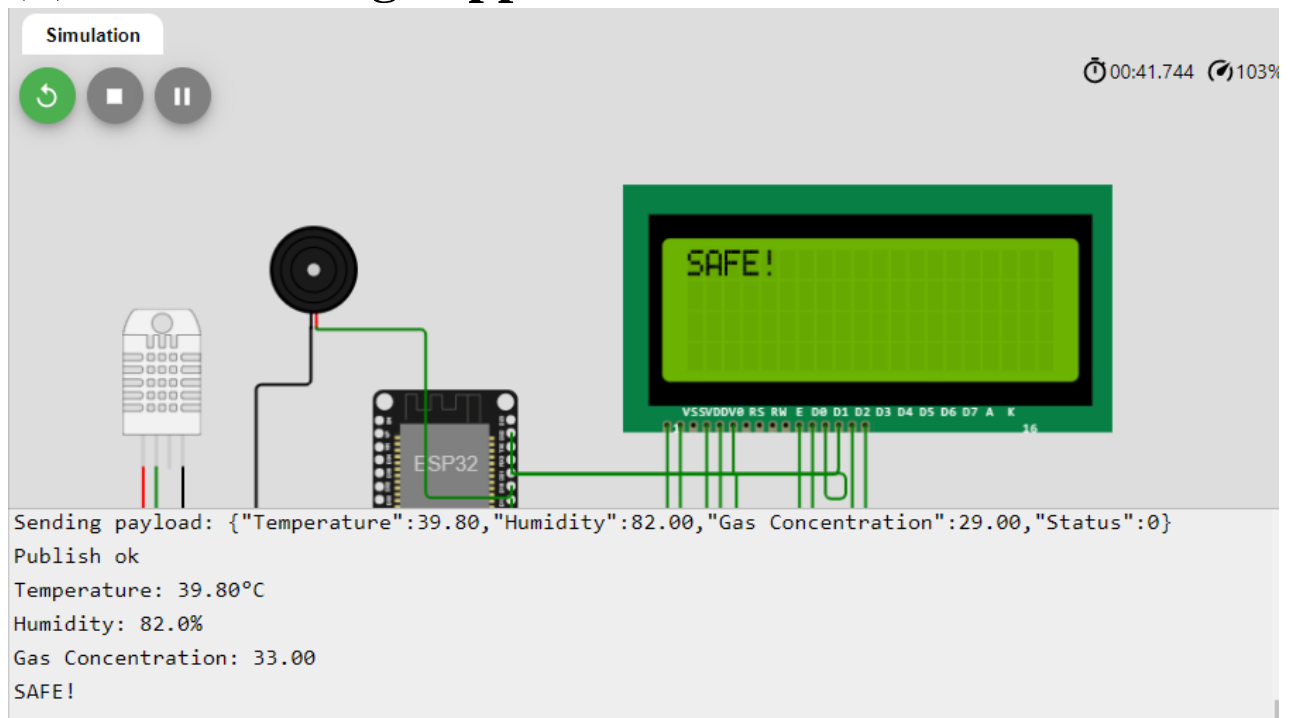 Simulation
00:41.744 103%
SAFE!
VSS VDD V0 RS RW E D0 D1 D2 D3 D4 D5 D6 D7 A K
1 16
ESP32
Sending payload: {"Temperature":39.80,"Humidity":82.00,"Gas Concentration":29.00,"Status":0}
Publish ok
Temperature: 39.80°C
Humidity: 82.0%
Gas Concentration: 33.00
SAFE!